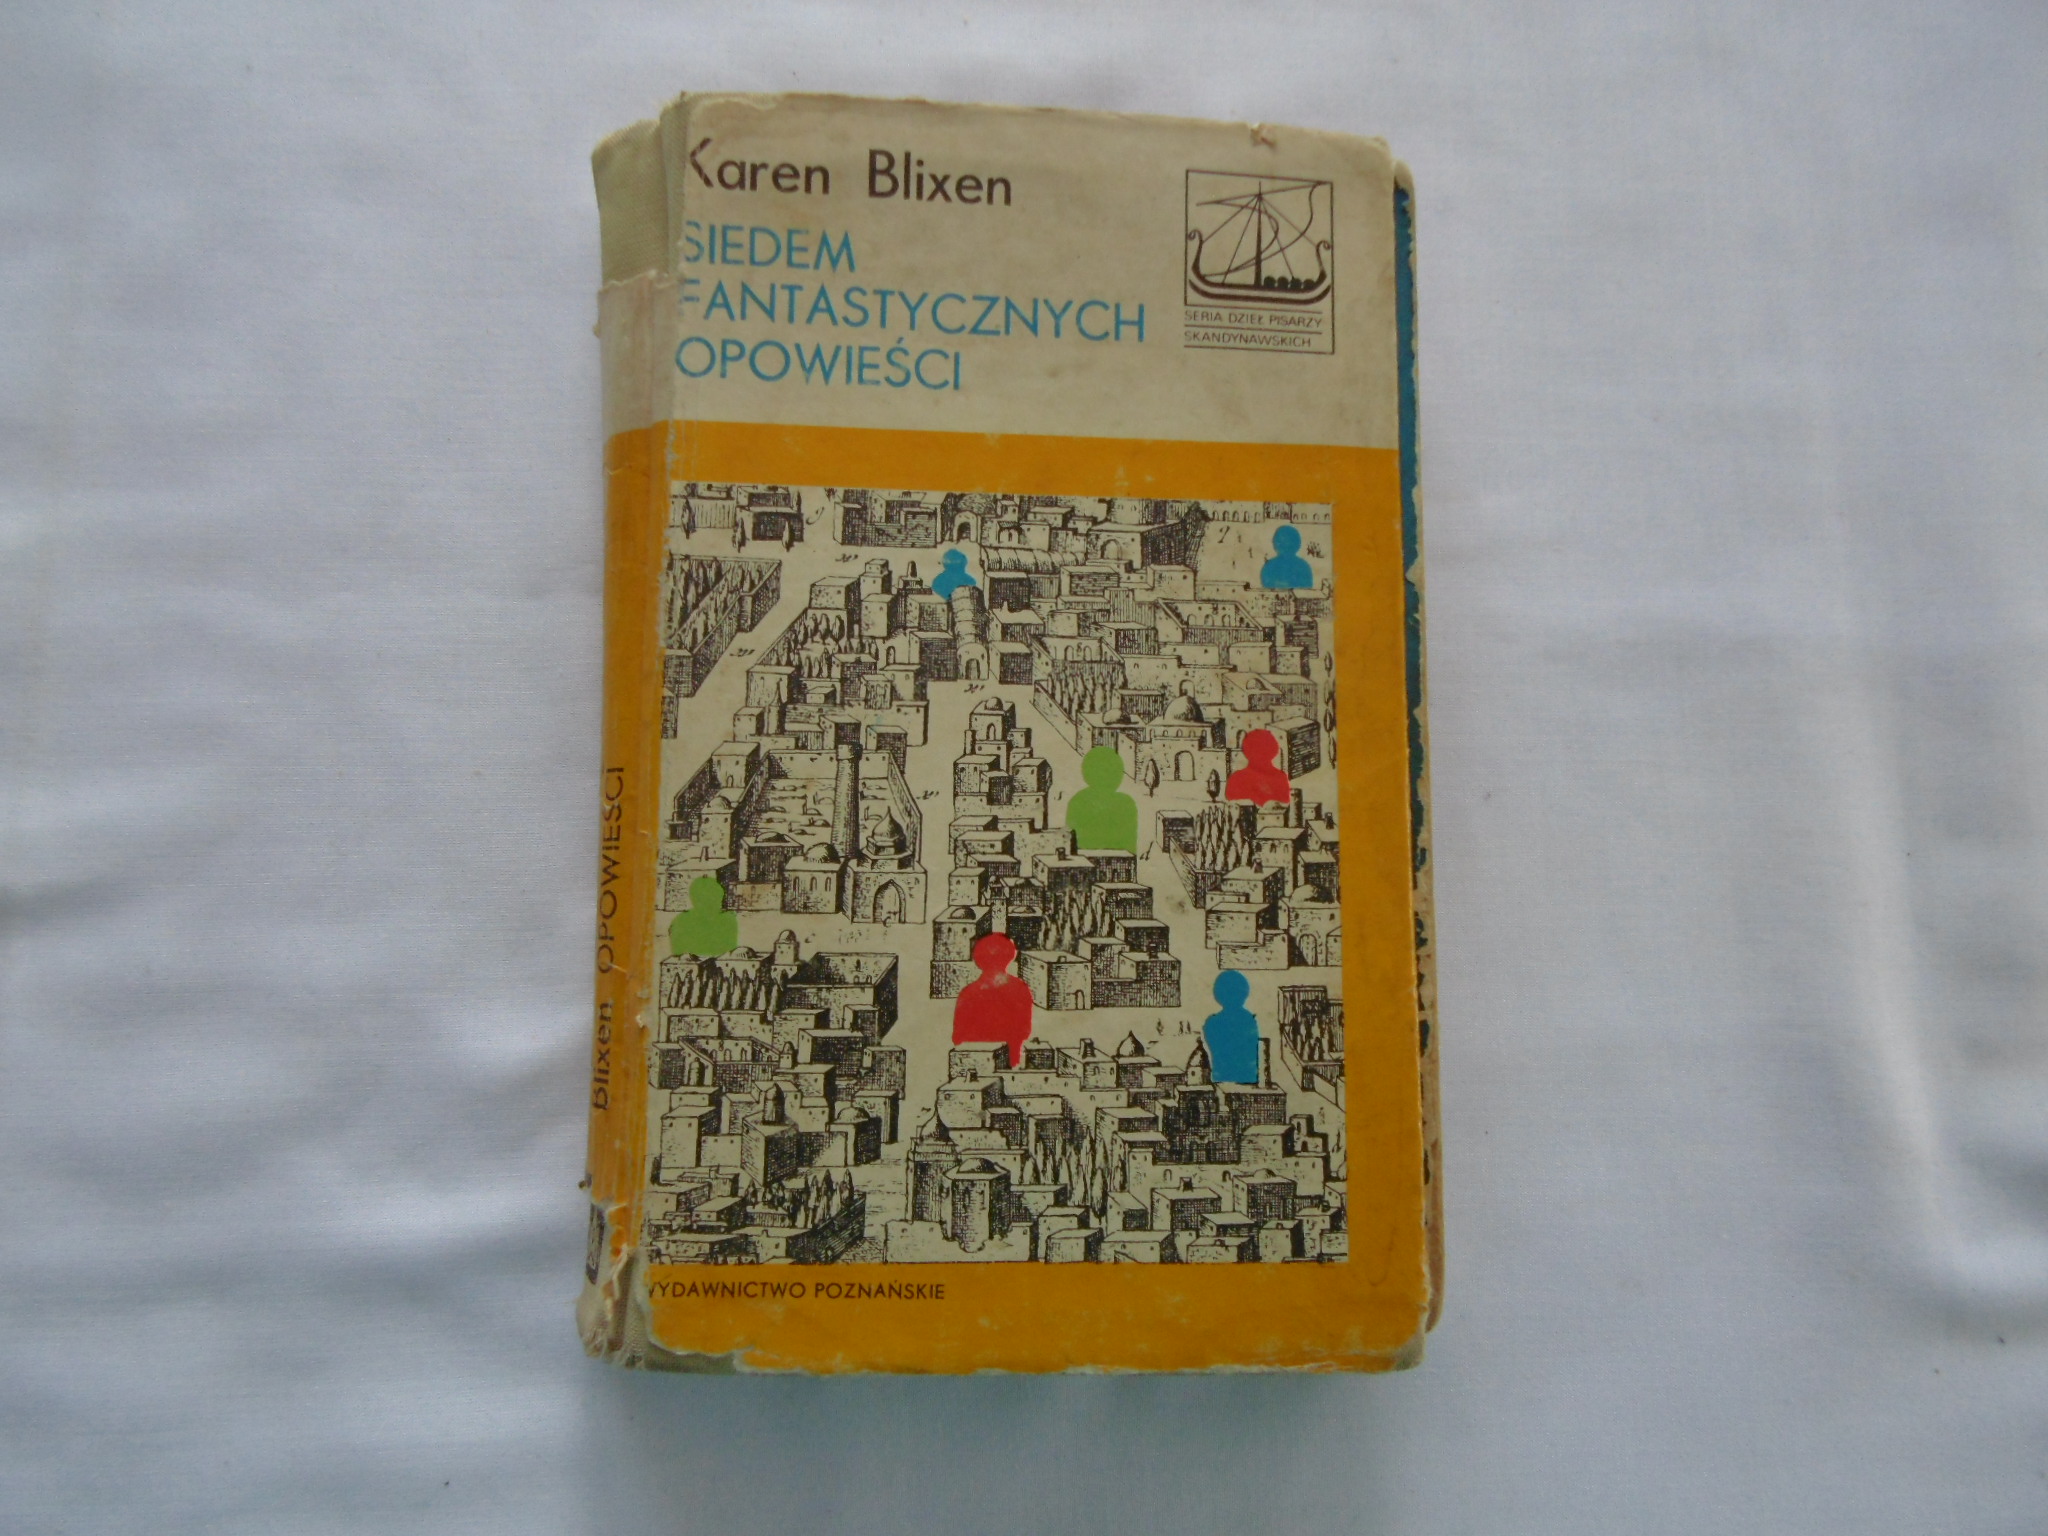 Karen Blixen
SIEDEM
FANTASTYCZNYCH
OPOWIEŚCI
SERIA DZIEŁ PISARZY
SKANDYNAWSKICH
Blixen OPOWIEŚCI
WYDAWNICTWO POZNAŃSKIE